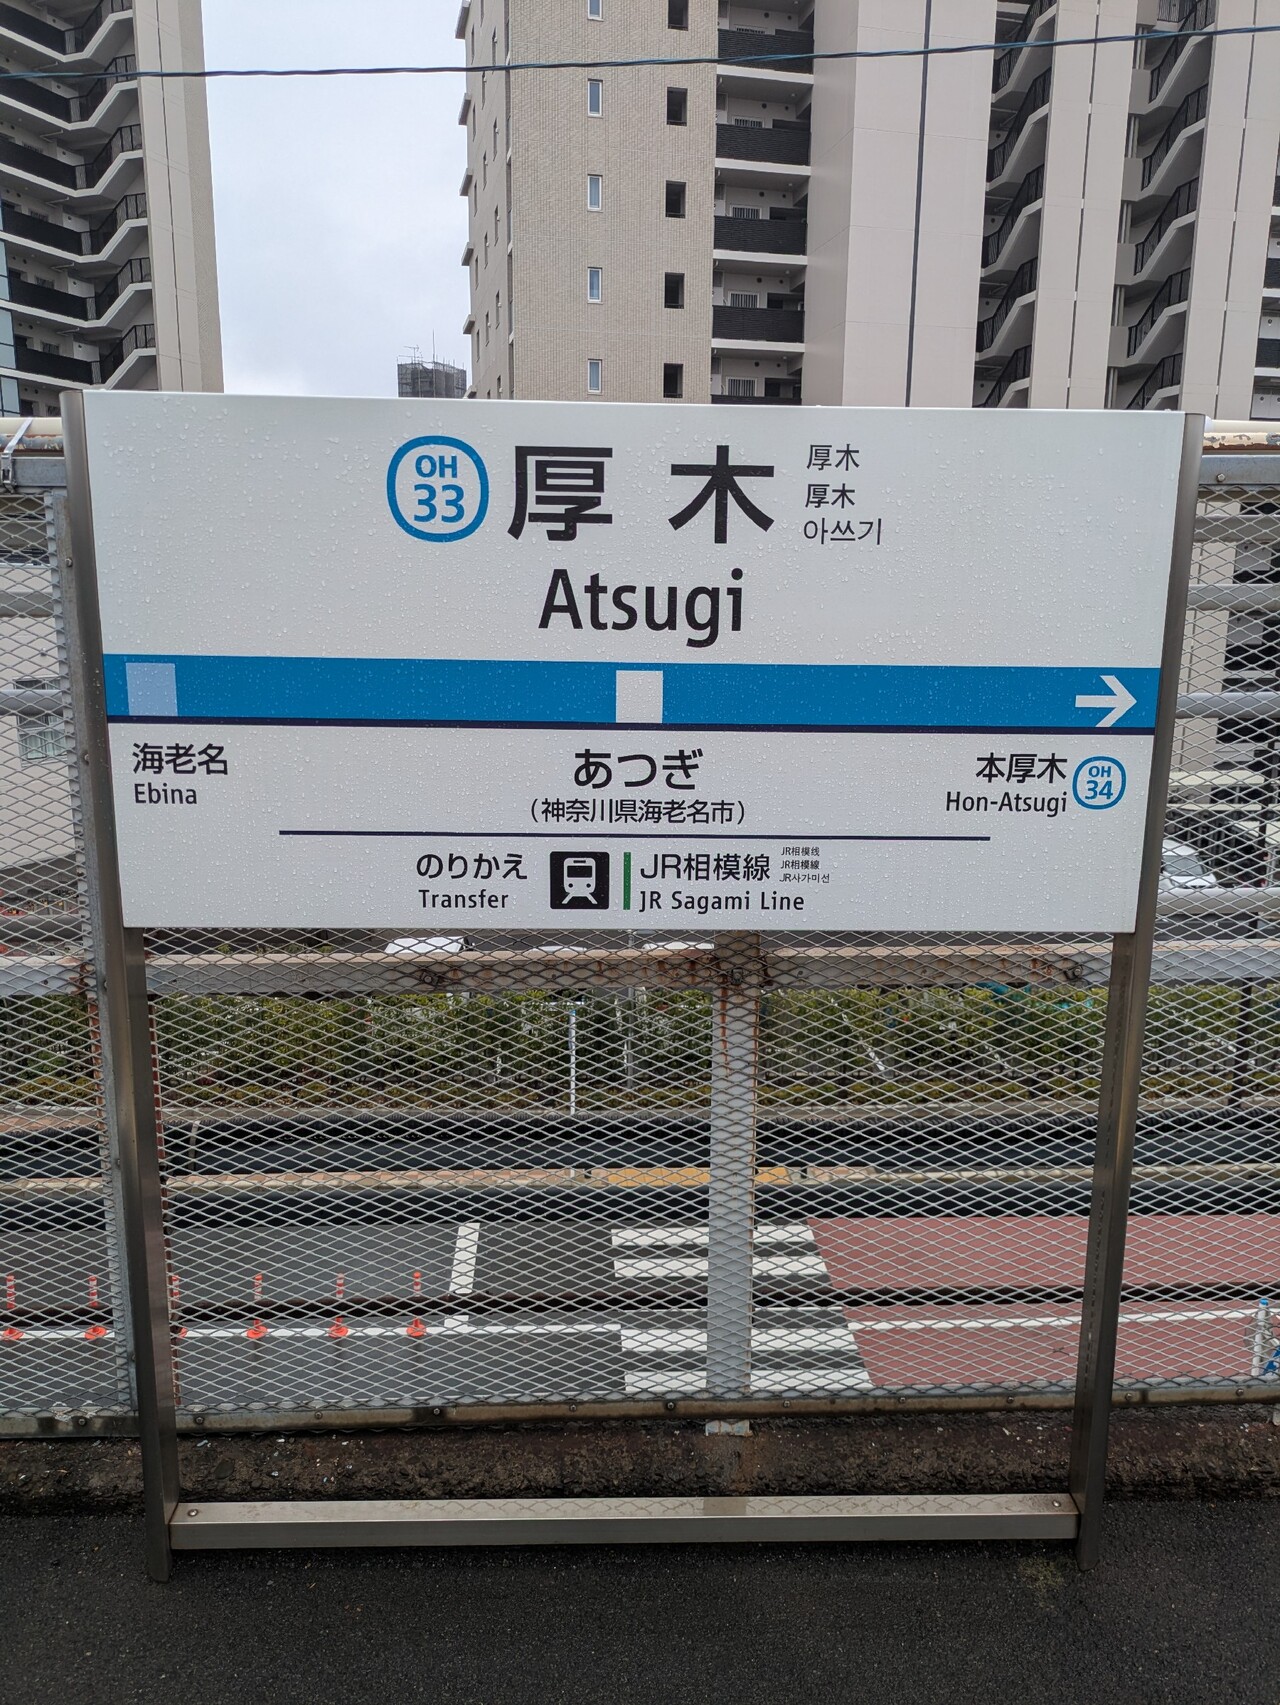 OH
33
厚木
厚木
厚木
아쓰기
Atsugi
海老名
Ebina
あつぎ
(神奈川県海老名市)
本厚木
Hon-Atsugi
OH
34
のりかえ
Transfer
JR相模線
JR Sagami Line
JR相模线
JR相模線
JR사가미선